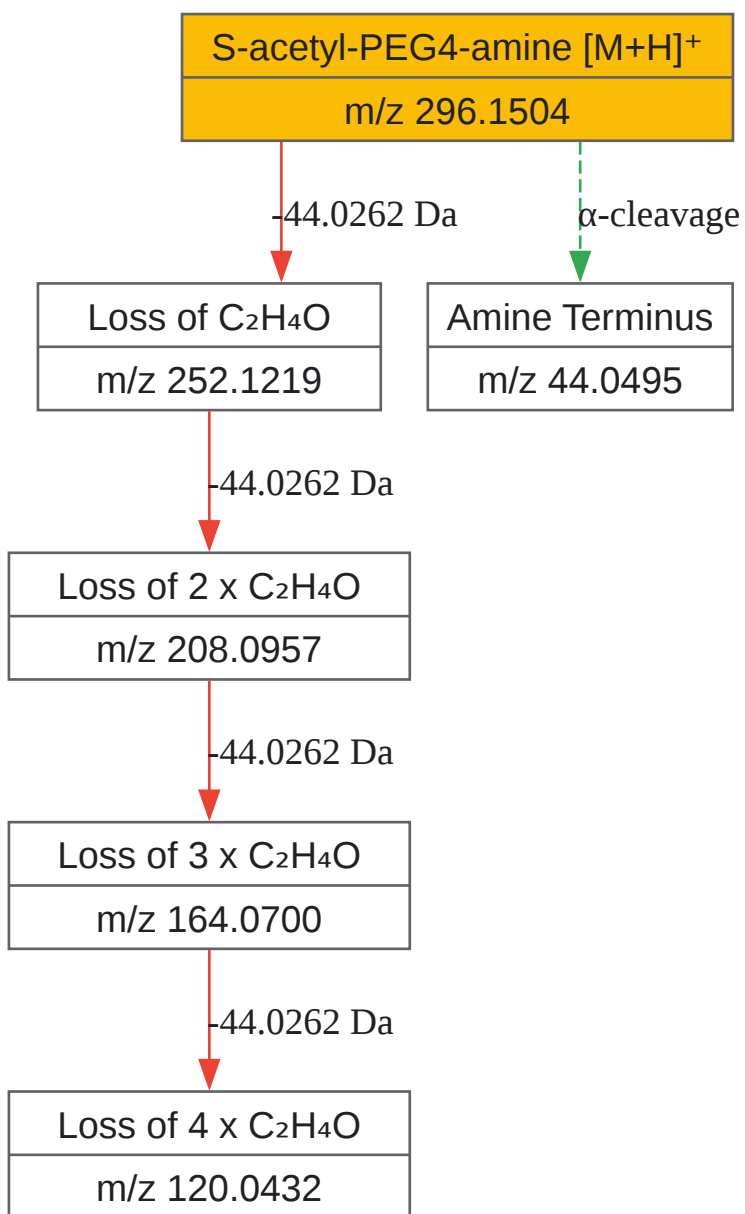 S-acetyl-PEG4-amine [M+H]⁺
m/z 296.1504
-44.0262 Da
α-cleavage
Loss of C₂H₄O
m/z 252.1219
Amine Terminus
m/z 44.0495
-44.0262 Da
Loss of 2 x C₂H₄O
m/z 208.0957
-44.0262 Da
Loss of 3 x C₂H₄O
m/z 164.0700
-44.0262 Da
Loss of 4 x C₂H₄O
m/z 120.0432